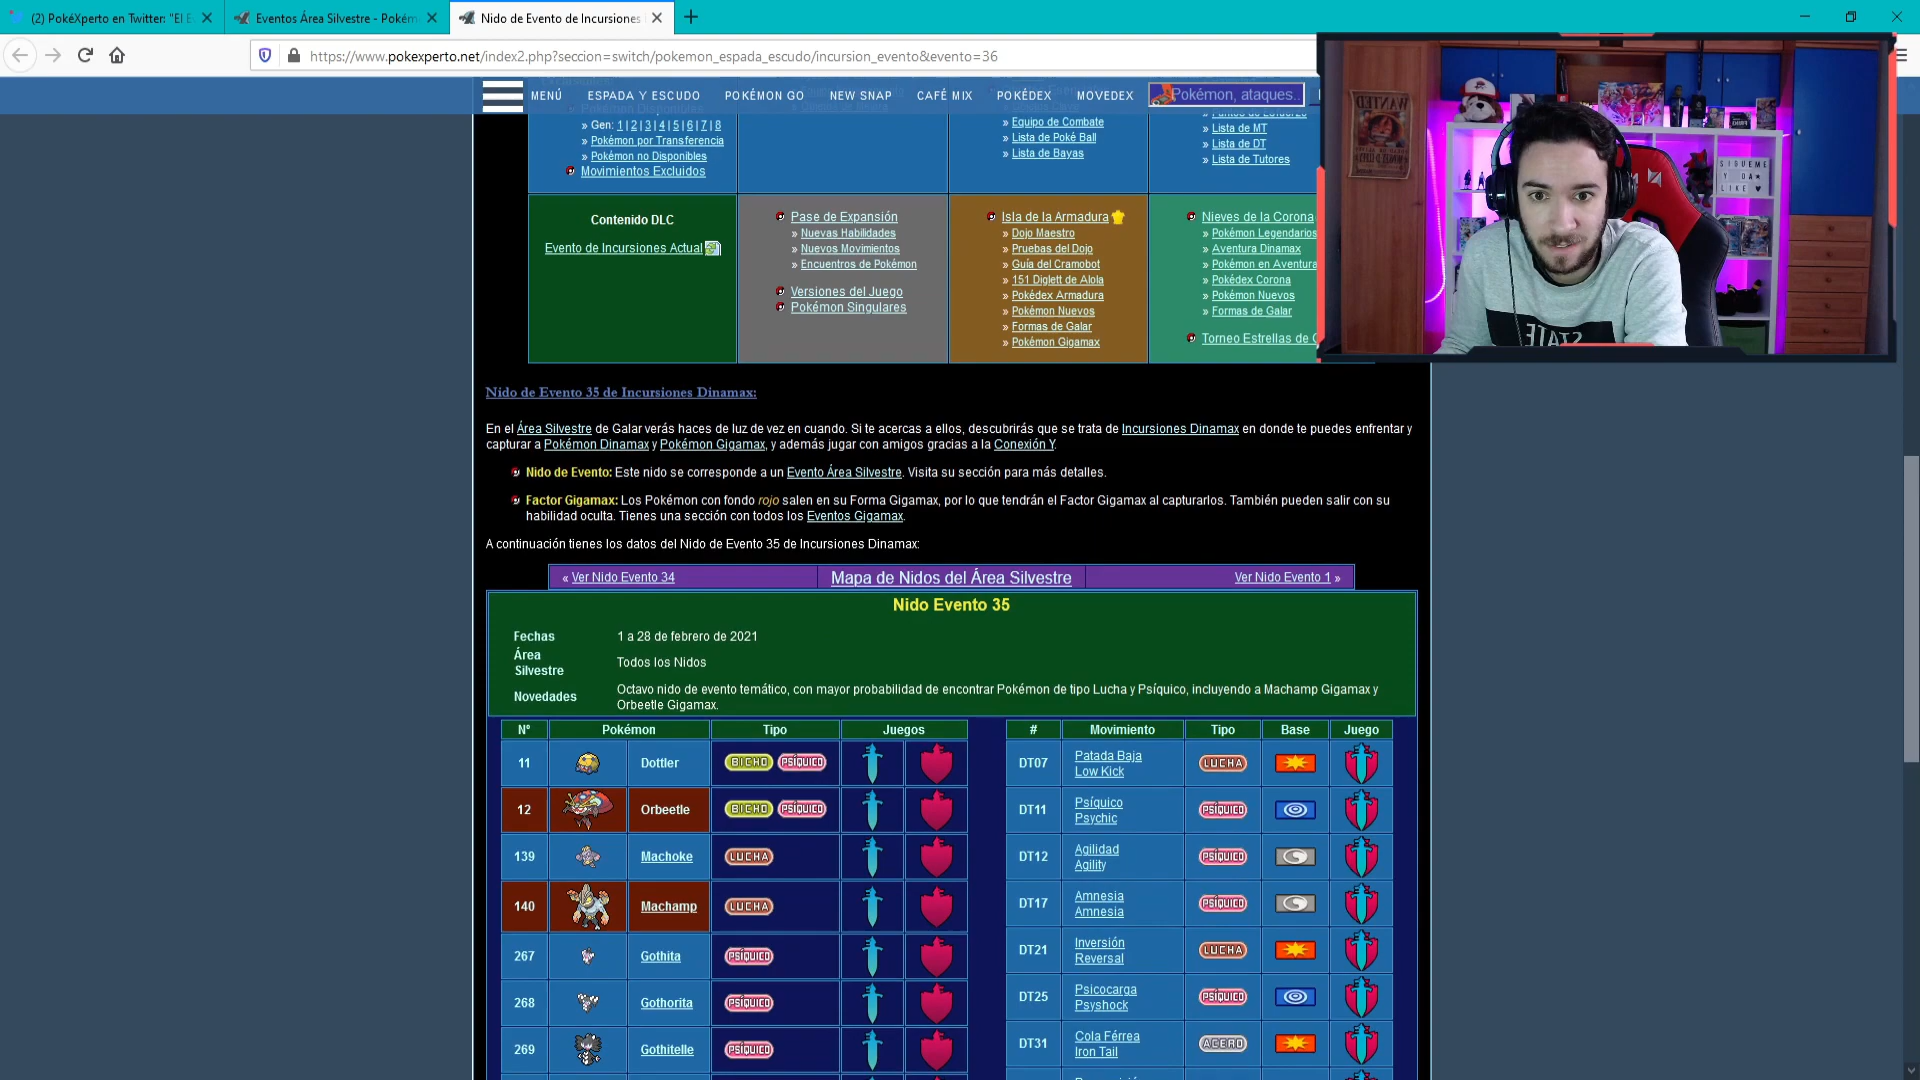 (2) PokéXperto en Twitter: "El E
Eventos Área Silvestre - Pokém
Nido de Evento de Incursiones
https://www.pokexperto.net/index2.php?seccion=switch/pokemon_espada_escudo/incursion_evento&evento=36
MENÚ ESPADA Y ESCUDO POKÉMON GO NEW SNAP CAFÉ MIX POKÉDEX MOVEDEX Pokémon, ataques..
» Gen: 1 | 2 | 3 | 4 | 5 | 6 | 7 | 8
» Pokémon por Transferencia
» Pokémon no Disponibles
Movimientos Excluidos
» Equipo de Combate
» Lista de Poké Ball
» Lista de Bayas
» Lista de MT
» Lista de DT
» Lista de Tutores
Contenido DLC
Evento de Incursiones Actual
Pase de Expansión
» Nuevas Habilidades
» Nuevos Movimientos
» Encuentros de Pokémon
Versiones del Juego
Pokémon Singulares
Isla de la Armadura
» Dojo Maestro
» Pruebas del Dojo
» Guía del Cramobot
» 151 Diglett de Alola
» Pokédex Armadura
» Pokémon Nuevos
» Formas de Galar
» Pokémon Gigamax
Nieves de la Corona
» Pokémon Legendarios
» Aventura Dinamax
» Pokémon en Aventura
» Pokédex Corona
» Pokémon Nuevos
» Formas de Galar
Torneo Estrellas de
WANTED
SIGUEME
Y DA
LIKE
STATE
Nido de Evento 35 de Incursiones Dinamax:
En el Área Silvestre de Galar verás haces de luz de vez en cuando. Si te acercas a ellos, descubrirás que se trata de Incursiones Dinamax en donde te puedes enfrentar y
capturar a Pokémon Dinamax y Pokémon Gigamax, y además jugar con amigos gracias a la Conexión Y.
Nido de Evento: Este nido se corresponde a un Evento Área Silvestre. Visita su sección para más detalles.
Factor Gigamax: Los Pokémon con fondo rojo salen en su Forma Gigamax, por lo que tendrán el Factor Gigamax al capturarlos. También pueden salir con su
habilidad oculta. Tienes una sección con todos los Eventos Gigamax.
A continuación tienes los datos del Nido de Evento 35 de Incursiones Dinamax:
« Ver Nido Evento 34 Mapa de Nidos del Área Silvestre Ver Nido Evento 1 »
Nido Evento 35
Fechas 1 a 28 de febrero de 2021
Área
Silvestre Todos los Nidos
Novedades Octavo nido de evento temático, con mayor probabilidad de encontrar Pokémon de tipo Lucha y Psíquico, incluyendo a Machamp Gigamax y
Orbeetle Gigamax.
Nº Pokémon Tipo Juegos
11 Dottler BICHO PSÍQUICO
12 Orbeetle BICHO PSÍQUICO
139 Machoke LUCHA
140 Machamp LUCHA
267 Gothita PSÍQUICO
268 Gothorita PSÍQUICO
269 Gothitelle PSÍQUICO
# Movimiento Tipo Base Juego
DT07 Patada Baja LUCHA
Low Kick
DT11 Psíquico PSÍQUICO
Psychic
DT12 Agilidad PSÍQUICO
Agility
DT17 Amnesia PSÍQUICO
Amnesia
DT21 Inversión LUCHA
Reversal
DT25 Psicocarga PSÍQUICO
Psyshock
DT31 Cola Férrea ACERO
Iron Tail